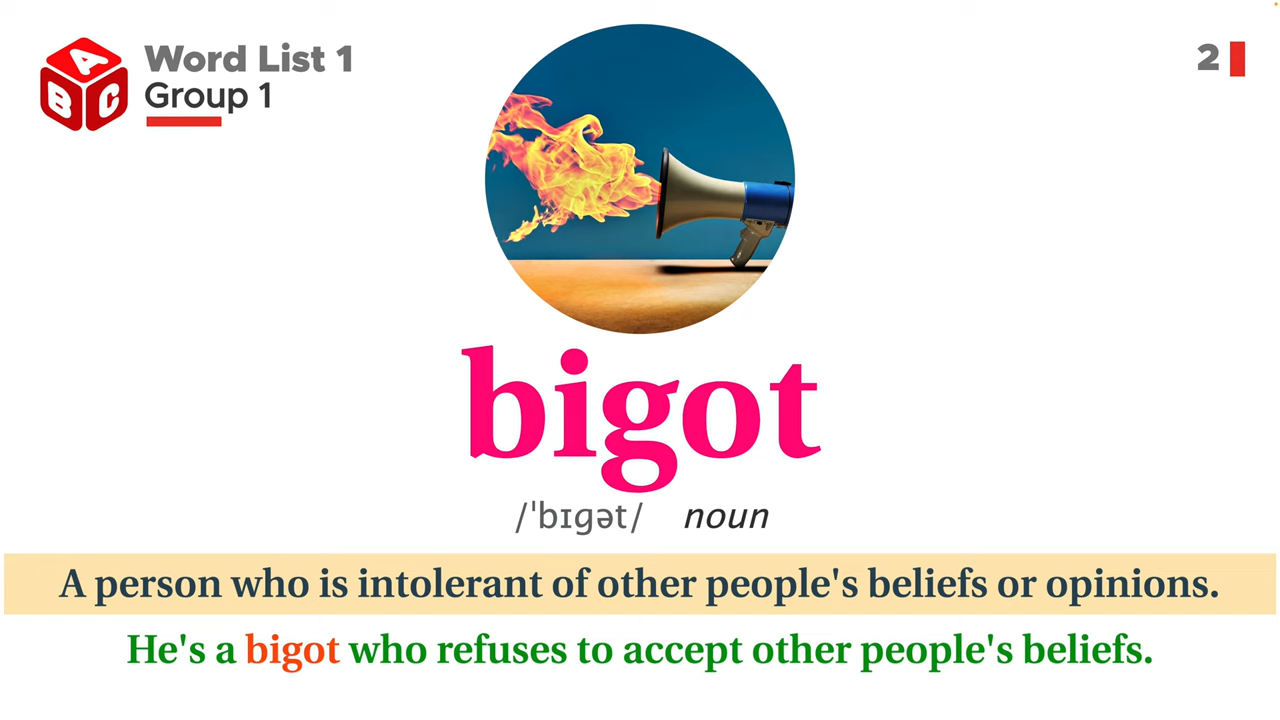 A
B C
Word List 1
Group 1
2
bigot
/ˈbɪɡət/ noun
A person who is intolerant of other people's beliefs or opinions.
He's a bigot who refuses to accept other people's beliefs.